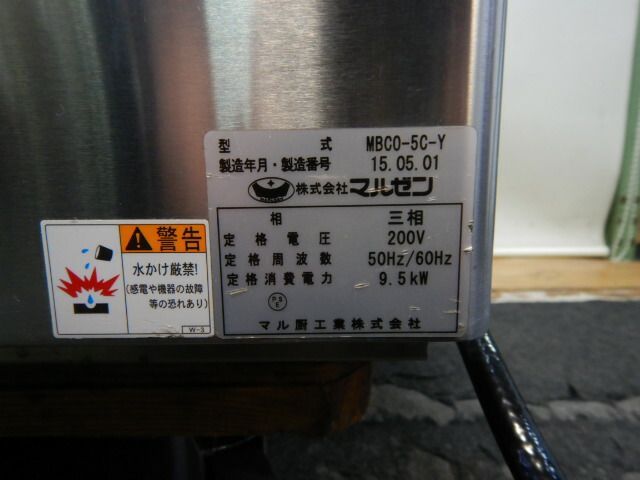 型式 MBCO-5C-Y
製造年月・製造番号 15.05.01
株式会社 マルゼン
相 三相
定格電圧 200V
定格周波数 50Hz/60Hz
定格消費電力 9.5kW
PS
E
マル厨工業株式会社
警告
水かけ厳禁!
(感電や機器の故障
等の恐れあり)
W-3